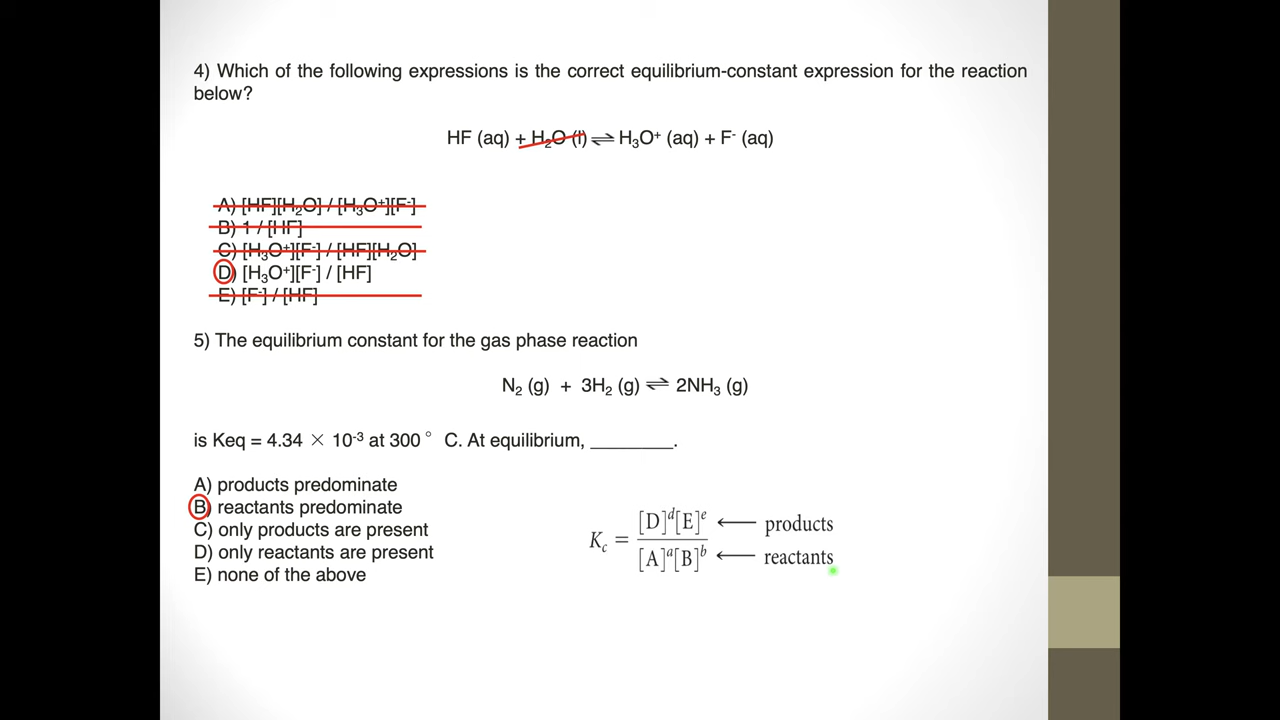 4) Which of the following expressions is the correct equilibrium-constant expression for the reaction
below?
HF (aq) + H₂O (l) ⇌ H₃O⁺ (aq) + F⁻ (aq)
A) [HF][H₂O] / [H₃O⁺][F⁻]
B) 1 / [HF]
C) [H₃O⁺][F⁻] / [HF][H₂O]
D) [H₃O⁺][F⁻] / [HF]
E) [F⁻] / [HF]
5) The equilibrium constant for the gas phase reaction
N₂ (g) + 3H₂ (g) ⇌ 2NH₃ (g)
is Keq = 4.34 × 10⁻³ at 300° C. At equilibrium, ________.
A) products predominate
B) reactants predominate
C) only products are present
D) only reactants are present
E) none of the above
[D]ᵈ[E]ᵉ ⟵ products
K_c =
[A]ᵃ[B]ᵇ ⟵ reactants